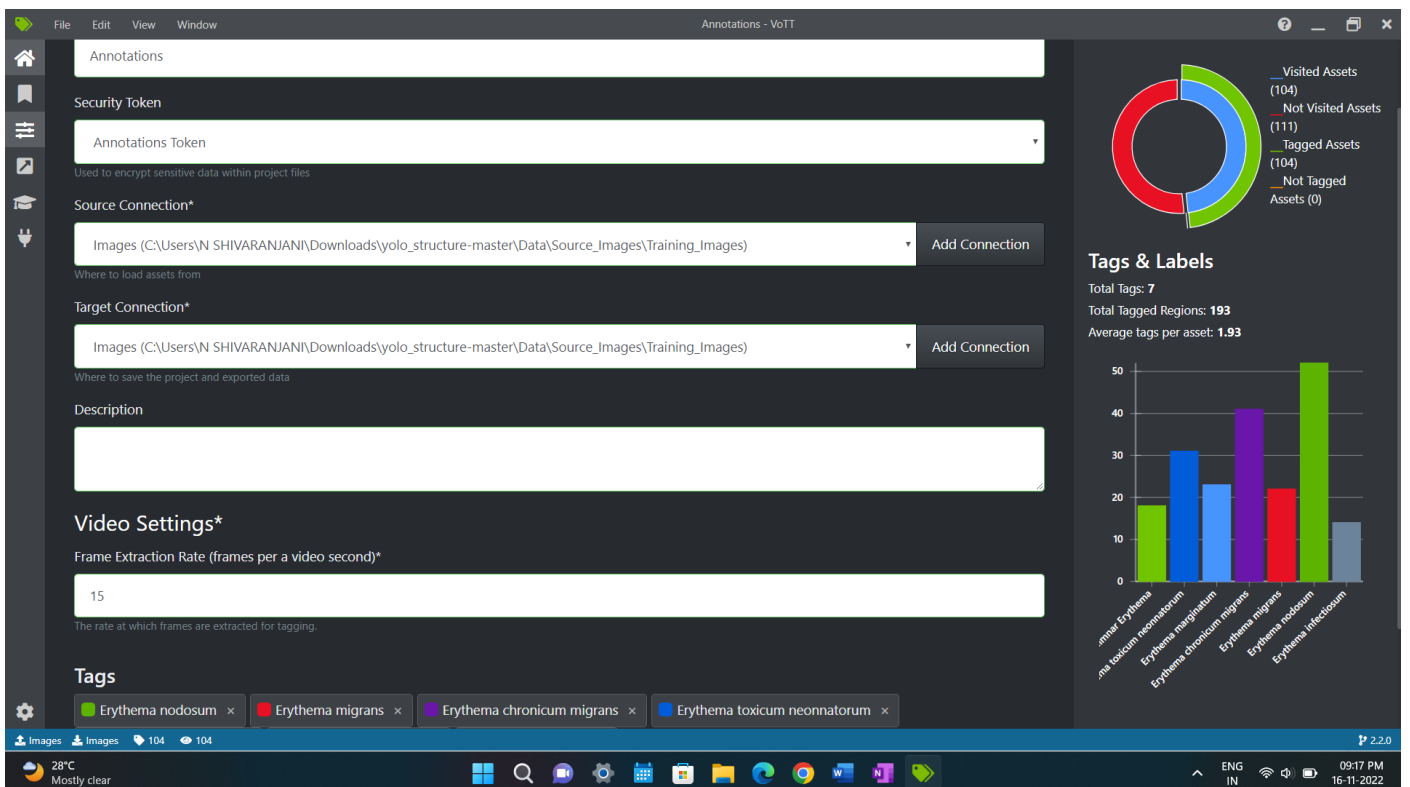 File Edit View Window
Annotations - VoTT
Annotations
Security Token
Annotations Token
Used to encrypt sensitive data within project files
Source Connection*
Images (C:\Users\N SHIVARANJANI\Downloads\yolo_structure-master\Data\Source_Images\Training_Images)
Add Connection
Where to load assets from
Target Connection*
Images (C:\Users\N SHIVARANJANI\Downloads\yolo_structure-master\Data\Source_Images\Training_Images)
Add Connection
Where to save the project and exported data
Description
Video Settings*
Frame Extraction Rate (frames per a video second)*
15
The rate at which frames are extracted for tagging.
Tags
Erythema nodosum ×
Erythema migrans ×
Erythema chronicum migrans ×
Erythema toxicum neonnatorum ×
Visited Assets
(104)
Not Visited Assets
(111)
Tagged Assets
(104)
Not Tagged
Assets (0)
Tags & Labels
Total Tags: 7
Total Tagged Regions: 193
Average tags per asset: 1.93
50
40
30
20
10
0
mnar Erythema
ma toxicum neonnatorum
Erythema marginatum
Erythema chronicum migrans
Erythema migrans
Erythema nodosum
Erythema infectiosum
Images Images 104 104
2.2.0
28°C
Mostly clear
ENG
IN
09:17 PM
16-11-2022